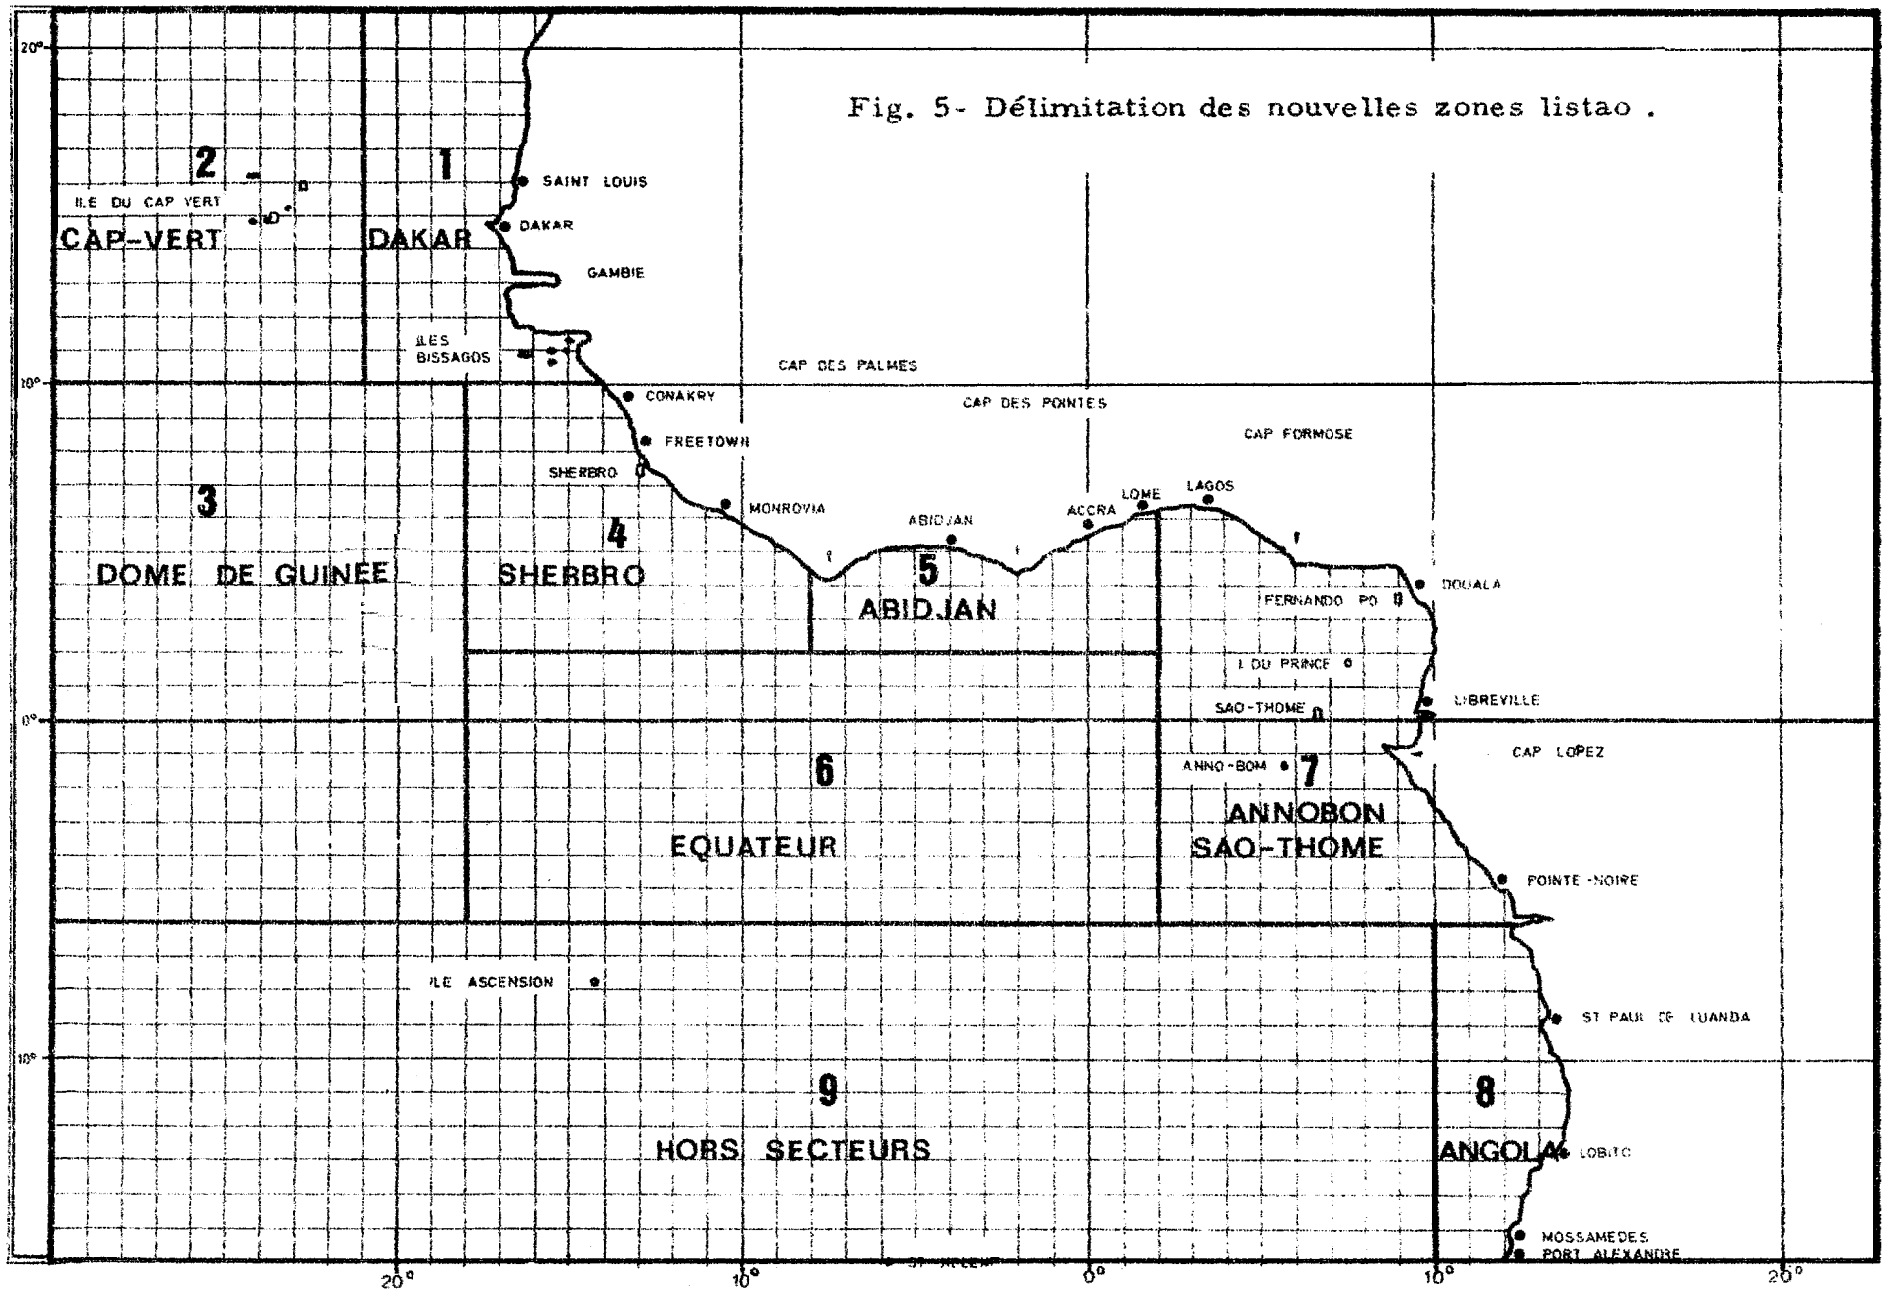 20°
Fig. 5- Délimitation des nouvelles zones listao .
2
1
SAINT LOUIS
ILE DU CAP VERT
DAKAR
CAP-VERT
DAKAR
GAMBIE
ILES
BISSAGOS
CAP DES PALMES
10°
CONAKRY
CAP DES POINTES
CAP FORMOSE
FREETOWN
SHERBRO
LAGOS
LOME
3
MONROVIA
ACCRA
ABIDJAN
4
5
DOME DE GUINEE
SHERBRO
DOUALA
FERNANDO PO
ABIDJAN
I. DU PRINCE
LIBREVILLE
SAO-THOME
0°
CAP LOPEZ
6
ANNO-BOM
7
ANNOBON
EQUATEUR
SAO-THOME
POINTE-NOIRE
ILE ASCENSION
ST PAUL DE LUANDA
10°
9
8
HORS SECTEURS
ANGOLA
LOBITO
MOSSAMEDES
PORT ALEXANDRE
20°
10°
0°
10°
20°